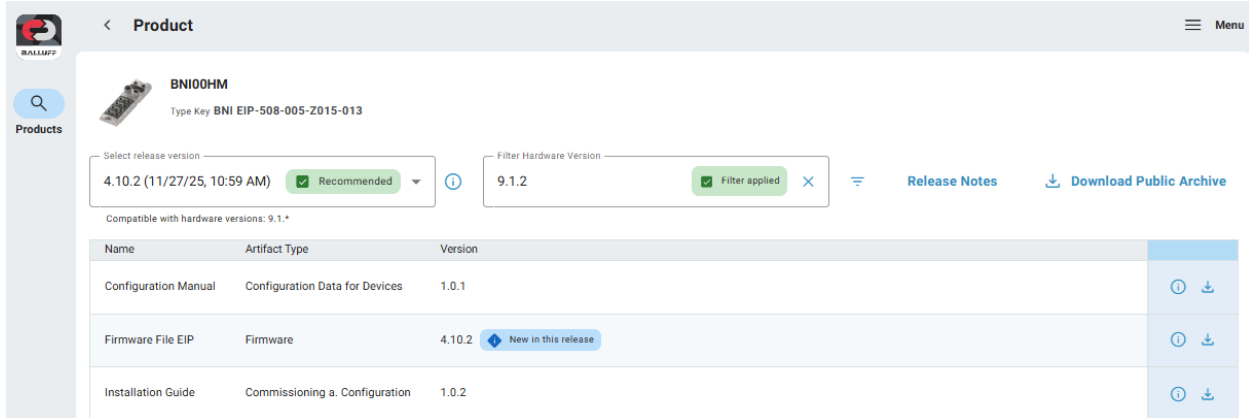 BALLUFF
Product
Menu
Products
BNI00HM
Type Key BNI EIP-508-005-Z015-013
Select release version
4.10.2 (11/27/25, 10:59 AM) Recommended
Filter Hardware Version
9.1.2 Filter applied
Release Notes
Download Public Archive
Compatible with hardware versions: 9.1.*
Name Artifact Type Version
Configuration Manual Configuration Data for Devices 1.0.1
Firmware File EIP Firmware 4.10.2 New in this release
Installation Guide Commissioning a. Configuration 1.0.2